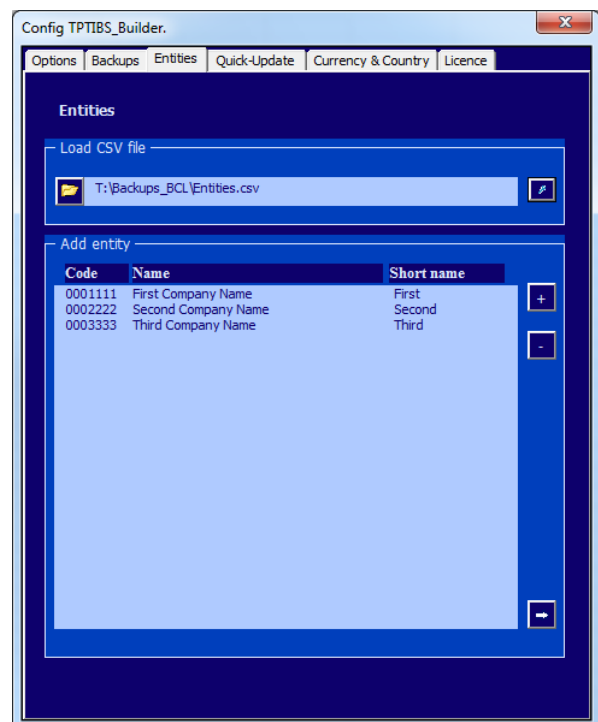 Config TPTIBS_Builder.
Options Backups Entities Quick-Update Currency & Country Licence
Entities
Load CSV file
T:\Backups_BCL\Entities.csv
Add entity
Code Name Short name
0001111 First Company Name First
0002222 Second Company Name Second
0003333 Third Company Name Third
+
-